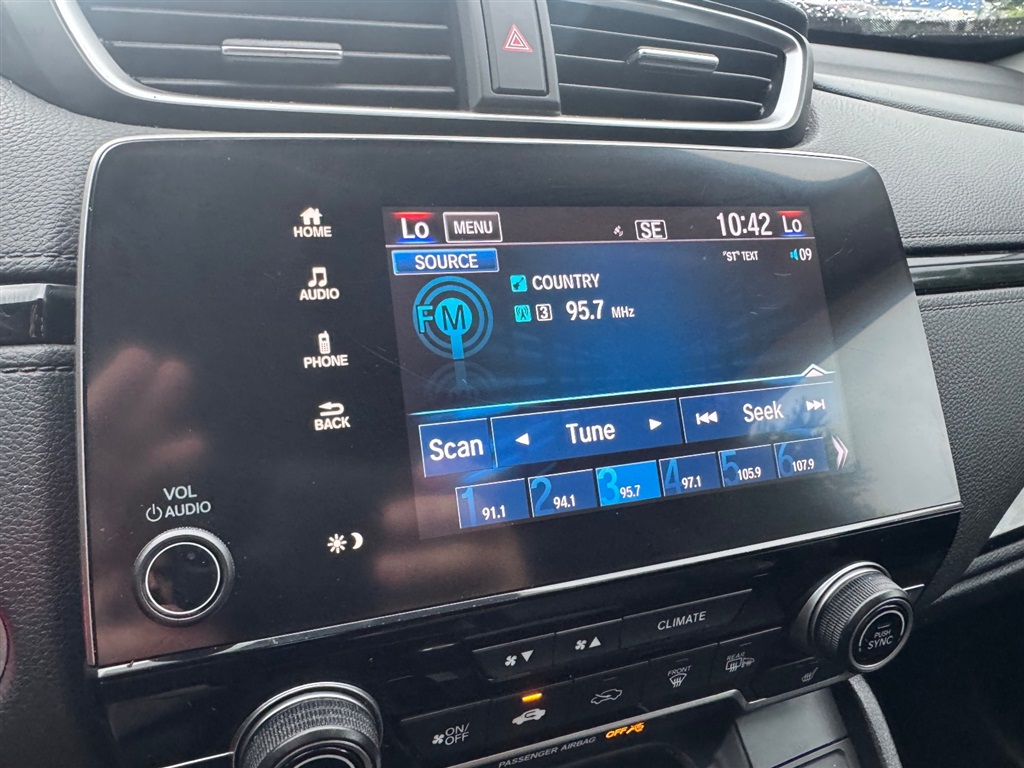 Lo MENU SE 10:42 Lo
HOME
SOURCE "ST" TEXT 09
COUNTRY
AUDIO
FM 3 95.7 MHz
PHONE
BACK
Scan Tune Seek
1 91.1 2 94.1 3 95.7 4 97.1 5 105.9 6 107.9
VOL
AUDIO
CLIMATE
PUSH
SYNC
FRONT
REAR
ON/
OFF
PASSENGER AIRBAG OFF